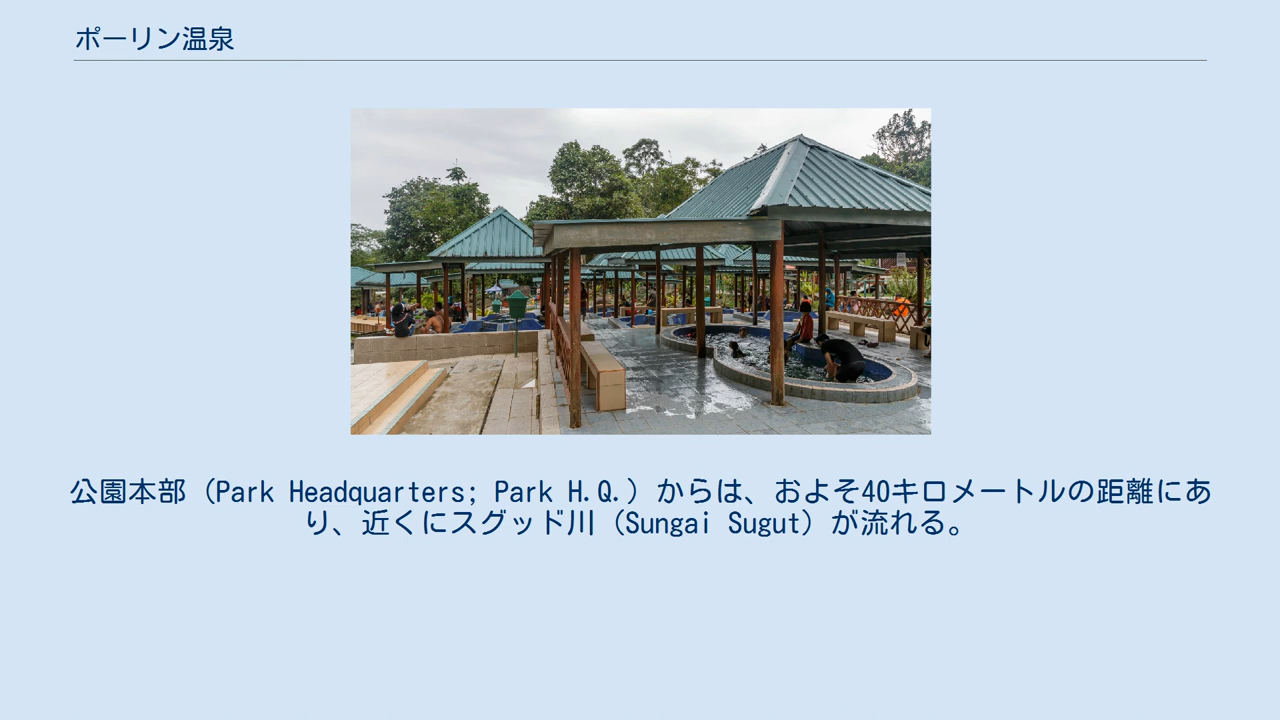 ポーリン温泉
公園本部（Park Headquarters; Park H.Q.）からは、およそ40キロメートルの距離にあ
り、近くにスグッド川（Sungai Sugut）が流れる。